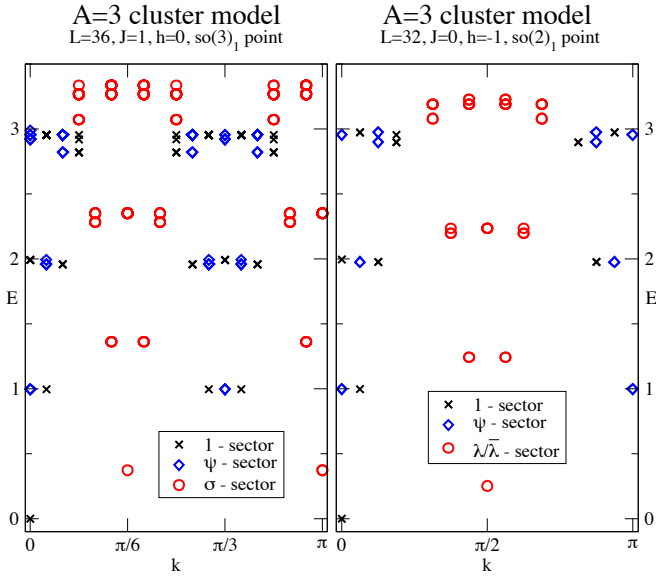 A=3 cluster model
L=36, J=1, h=0, so(3)₁ point
A=3 cluster model
L=32, J=0, h=-1, so(2)₁ point
3
2
E
1
0
3
2
E
1
0
× 1 - sector
◇ ψ - sector
○ σ - sector
× 1 - sector
◇ ψ - sector
○ λ/λ̅ - sector
0 π/6 π/3 π
k
0 π/2 π
k